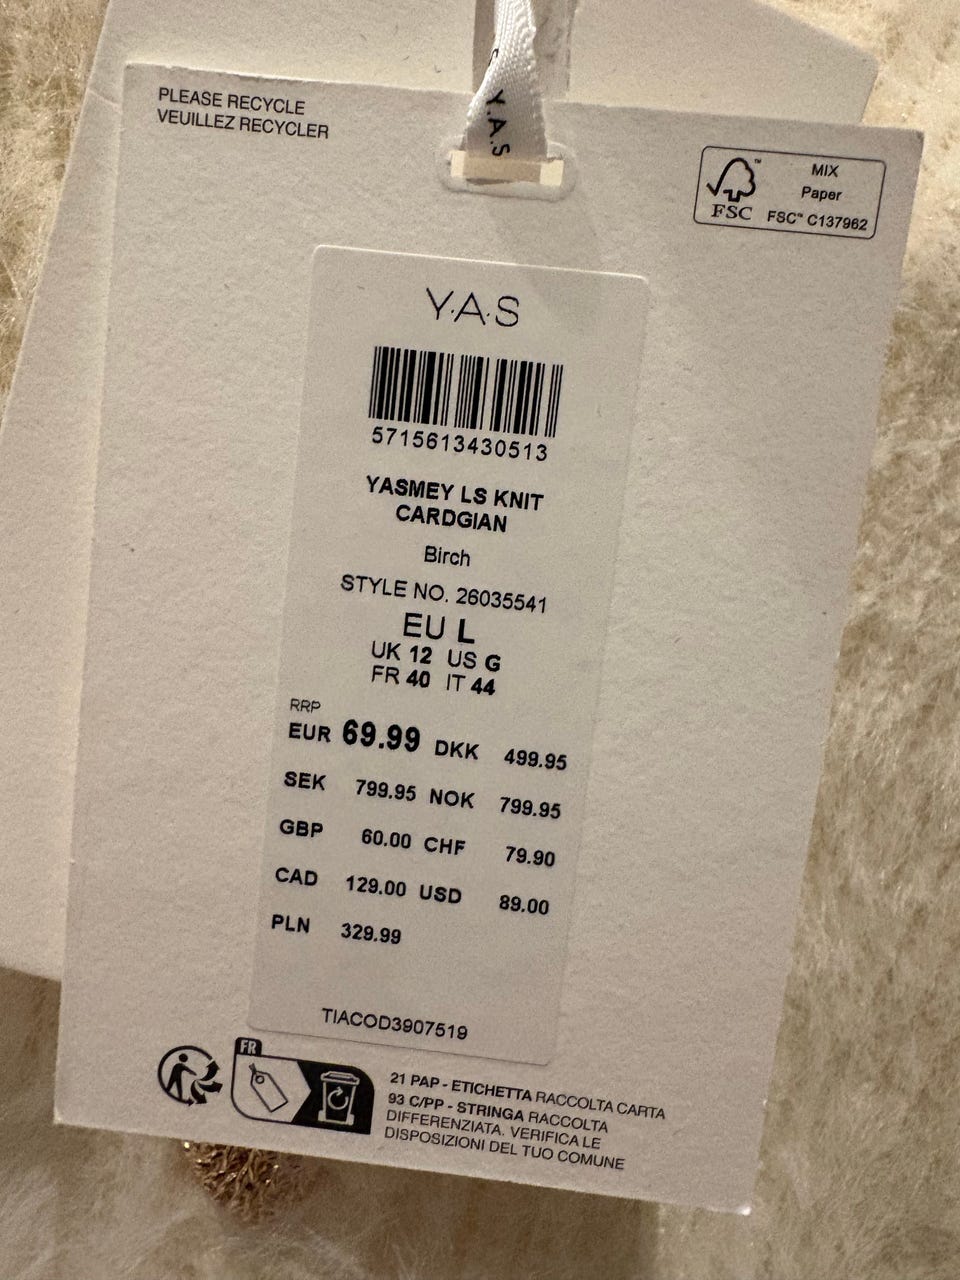 PLEASE RECYCLE
VEUILLEZ RECYCLER
Y.A.S
MIX
Paper
FSC™ C137962
FSC
Y.A.S
5715613430513
YASMEY LS KNIT
CARDGIAN
Birch
STYLE NO. 26035541
EU L
UK 12 US G
FR 40 IT 44
RRP
EUR 69.99 DKK 499.95
SEK 799.95 NOK 799.95
GBP 60.00 CHF 79.90
CAD 129.00 USD 89.00
PLN 329.99
TIACOD3907519
FR
21 PAP - ETICHETTA RACCOLTA CARTA
93 C/PP - STRINGA RACCOLTA
DIFFERENZIATA. VERIFICA LE
DISPOSIZIONI DEL TUO COMUNE